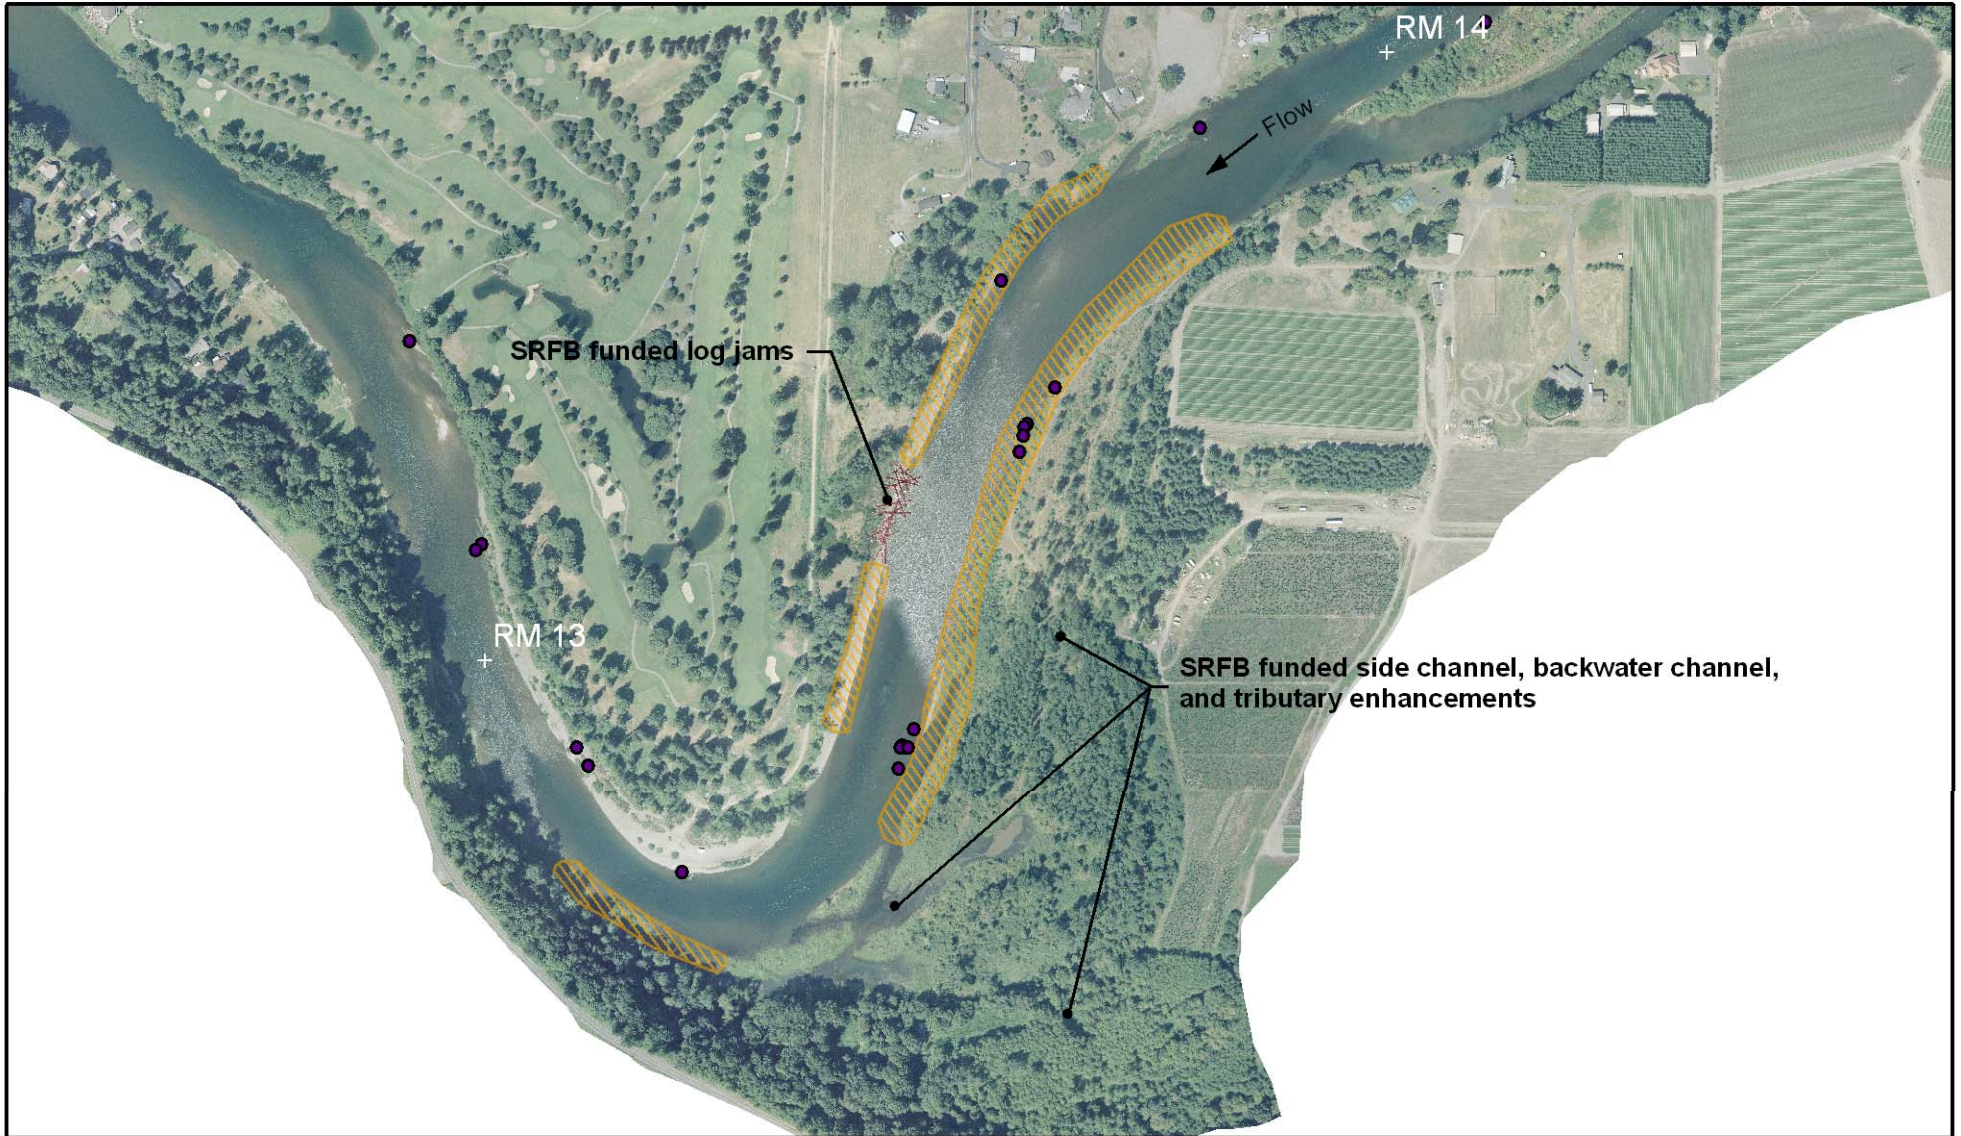 RM 14
Flow
SRFB funded log jams
RM 13
SRFB funded side channel, backwater channel,
and tributary enhancements